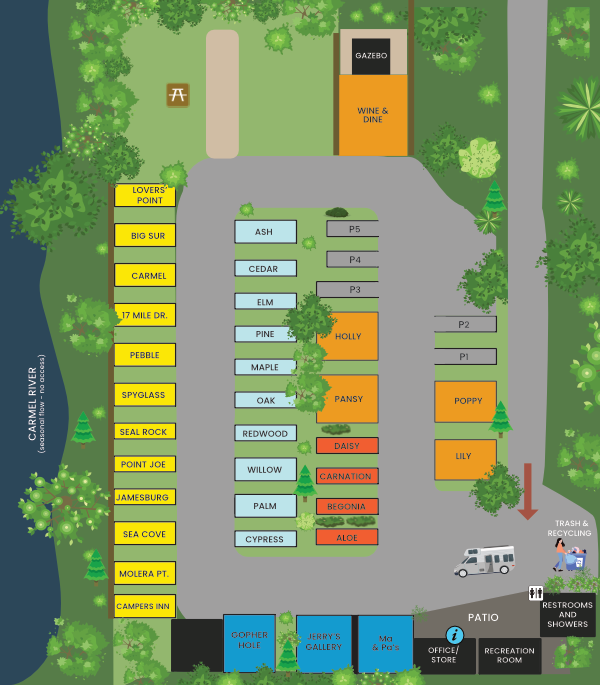 GAZEBO
WINE &
DINE
LOVERS'
POINT
BIG SUR
CARMEL
17 MILE DR.
PEBBLE
SPYGLASS
SEAL ROCK
POINT JOE
JAMESBURG
SEA COVE
MOLERA PT.
CAMPERS INN
CARMEL RIVER
(seasonal flow - no access)
ASH
CEDAR
ELM
PINE
MAPLE
OAK
REDWOOD
WILLOW
PALM
CYPRESS
P5
P4
P3
HOLLY
PANSY
DAISY
CARNATION
BEGONIA
ALOE
P2
P1
POPPY
LILY
TRASH &
RECYCLING
RESTROOMS
AND
SHOWERS
PATIO
i
OFFICE/
STORE
RECREATION
ROOM
GOPHER
HOLE
JERRY'S
GALLERY
Ma
& Pa's